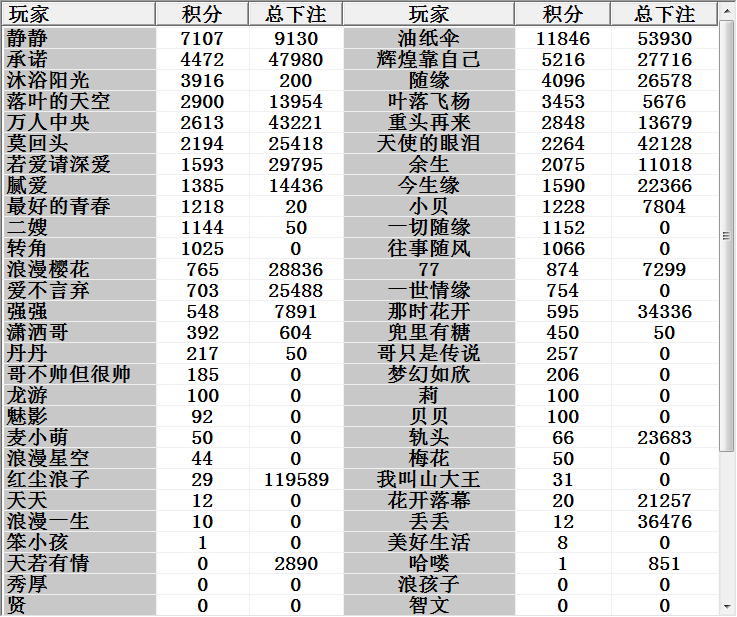 玩家 积分 总下注 玩家 积分 总下注
静静 7107 9130 油纸伞 11846 53930
承诺 4472 47980 辉煌靠自己 5216 27716
沐浴阳光 3916 200 随缘 4096 26578
落叶的天空 2900 13954 叶落飞杨 3453 5676
万人中央 2613 43221 重头再来 2848 13679
莫回头 2194 25418 天使的眼泪 2264 42128
若爱请深爱 1593 29795 余生 2075 11018
腻爱 1385 14436 今生缘 1590 22366
最好的青春 1218 20 小贝 1228 7804
二嫂 1144 50 一切随缘 1152 0
转角 1025 0 往事随风 1066 0
浪漫樱花 765 28836 77 874 7299
爱不言弃 703 25488 一世情缘 754 0
强强 548 7891 那时花开 595 34336
潇洒哥 392 604 兜里有糖 450 50
丹丹 217 50 哥只是传说 257 0
哥不帅但很帅 185 0 梦幻如欣 206 0
龙游 100 0 莉 100 0
魅影 92 0 贝贝 100 0
麦小萌 50 0 轨头 66 23683
浪漫星空 44 0 梅花 50 0
红尘浪子 29 119589 我叫山大王 31 0
天天 12 0 花开落幕 20 21257
浪漫一生 10 0 丢丢 12 36476
笨小孩 1 0 美好生活 8 0
天若有情 0 2890 哈喽 1 851
秀厚 0 0 浪孩子 0 0
贤 0 0 智文 0 0